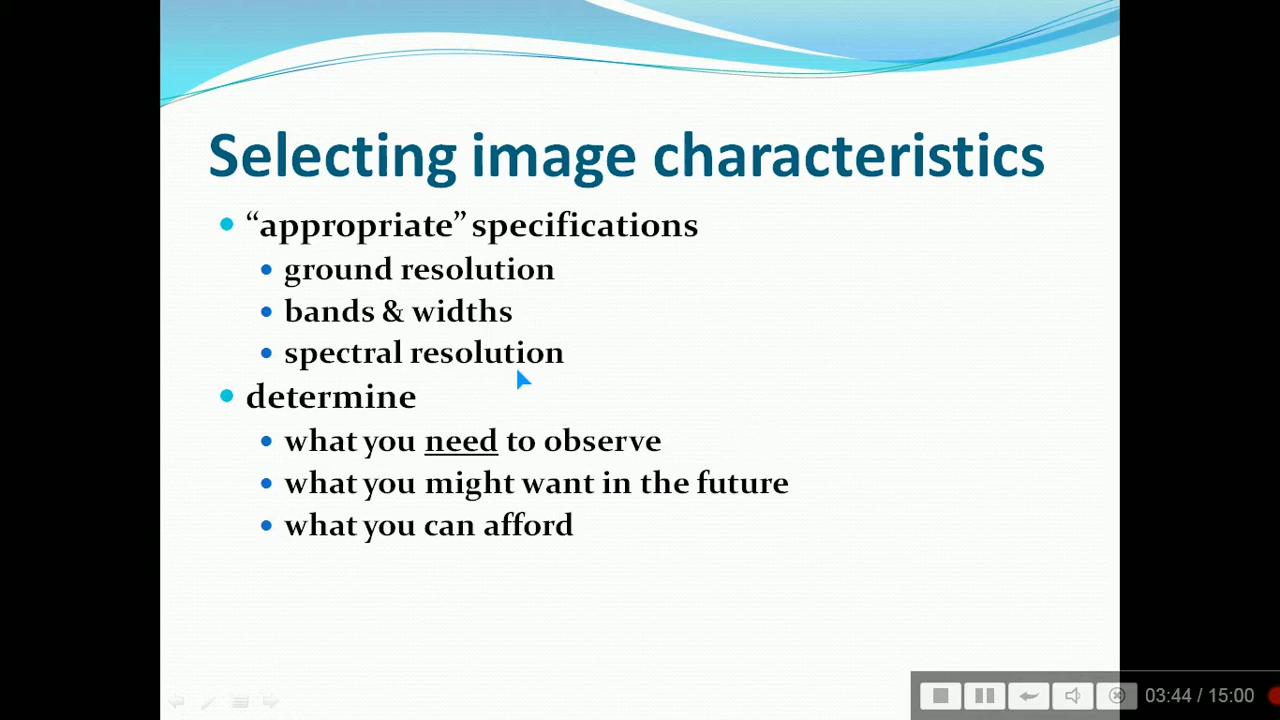 Selecting image characteristics
“appropriate” specifications
ground resolution
bands & widths
spectral resolution
determine
what you need to observe
what you might want in the future
what you can afford
03:44 / 15:00